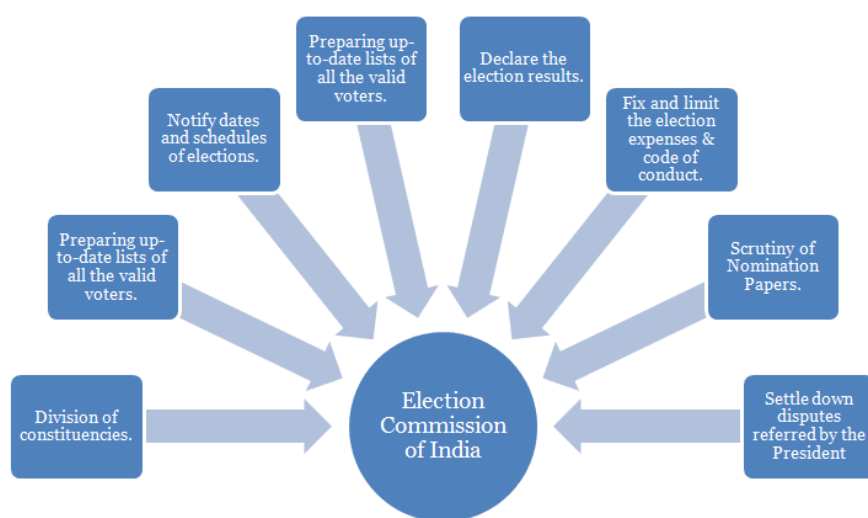 Division of
constituencies.
Preparing up-
to-date lists of
all the valid
voters.
Notify dates
and schedules
of elections.
Preparing up-
to-date lists of
all the valid
voters.
Declare the
election results.
Fix and limit
the election
expenses &
code of
conduct.
Scrutiny of
Nomination
Papers.
Settle down
disputes
referred by the
President
Election
Commission
of India